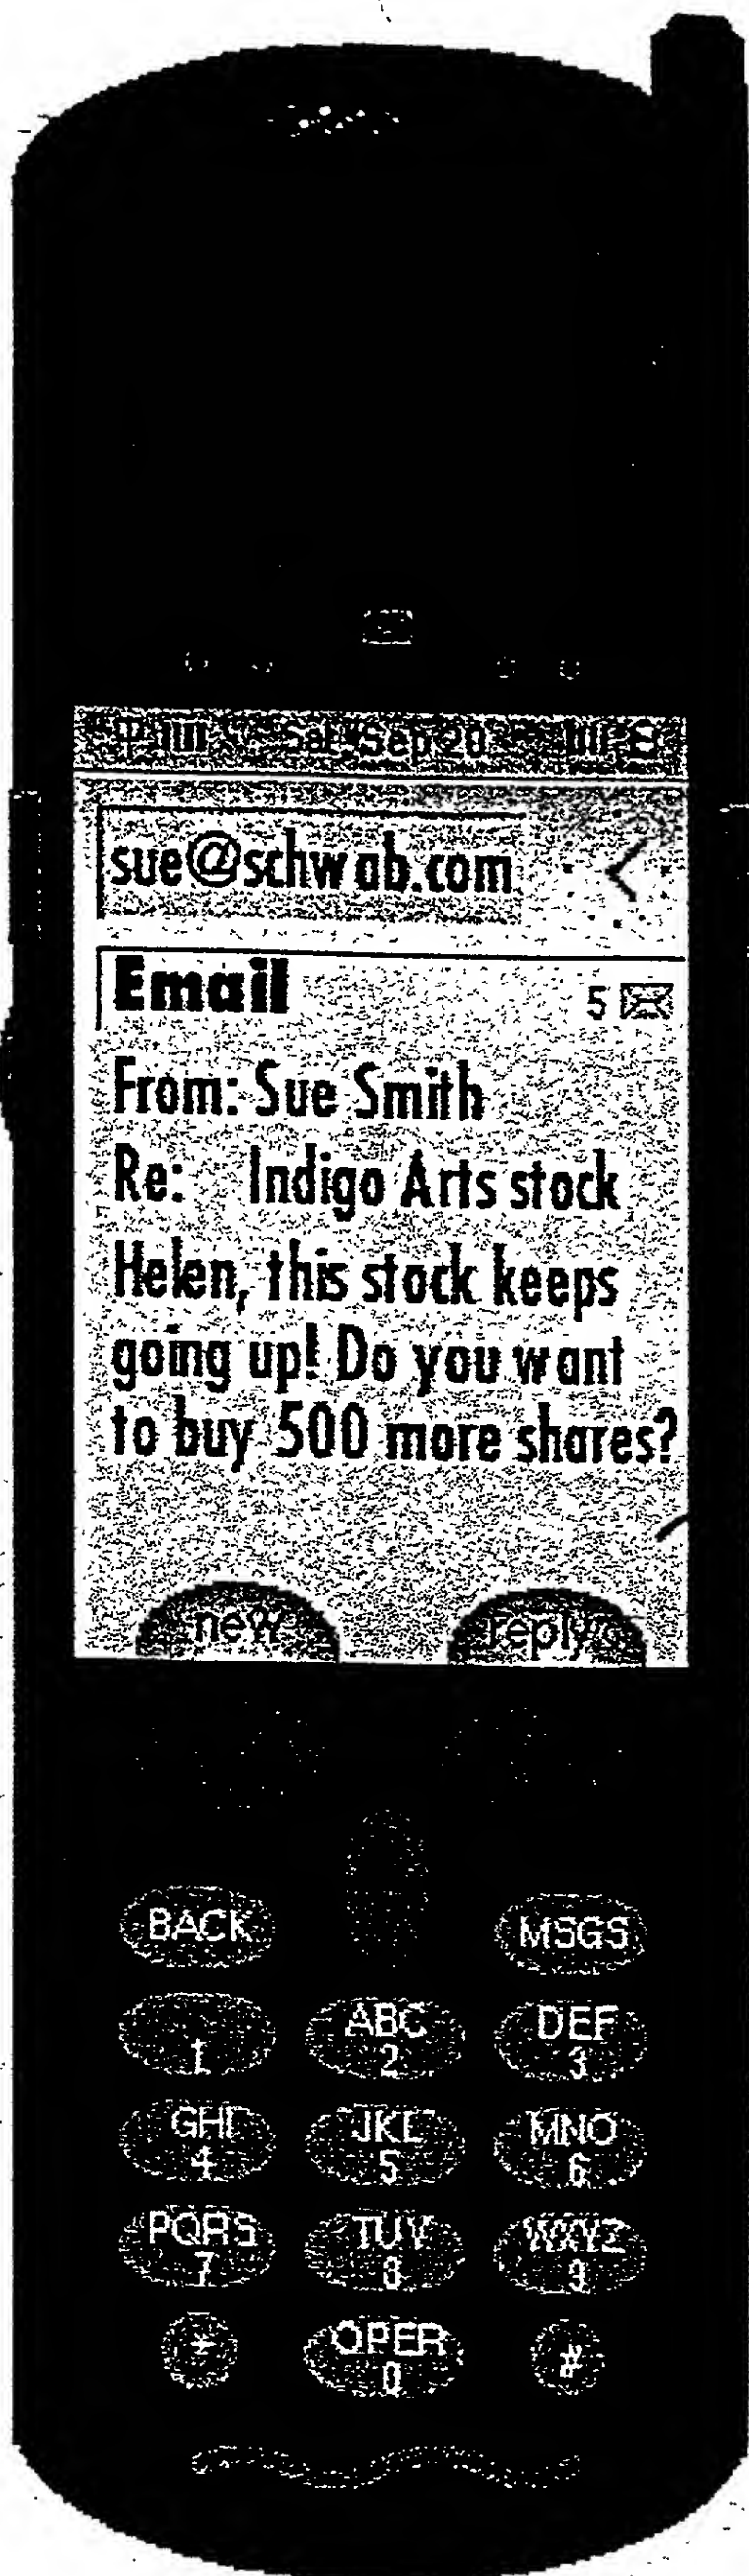 Sat, Sep 20
sue@schwab.com
Email 5
From: Sue Smith
Re: Indigo Arts stock
Helen, this stock keeps
going up! Do you want
to buy 500 more shares?
new reply
BACK MSGS
1 ABC DEF
2 3
GHI JKL MNO
4 5 6
PQRS TUV WXYZ
7 8 9
* OPER #
0